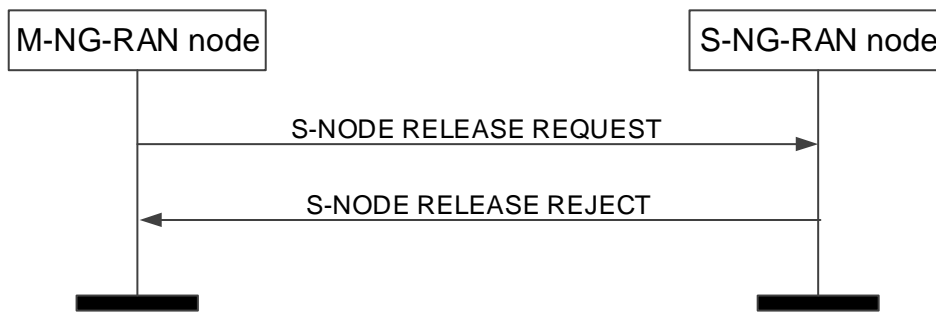 M-NG-RAN node
S-NG-RAN node
S-NODE RELEASE REQUEST
S-NODE RELEASE REJECT